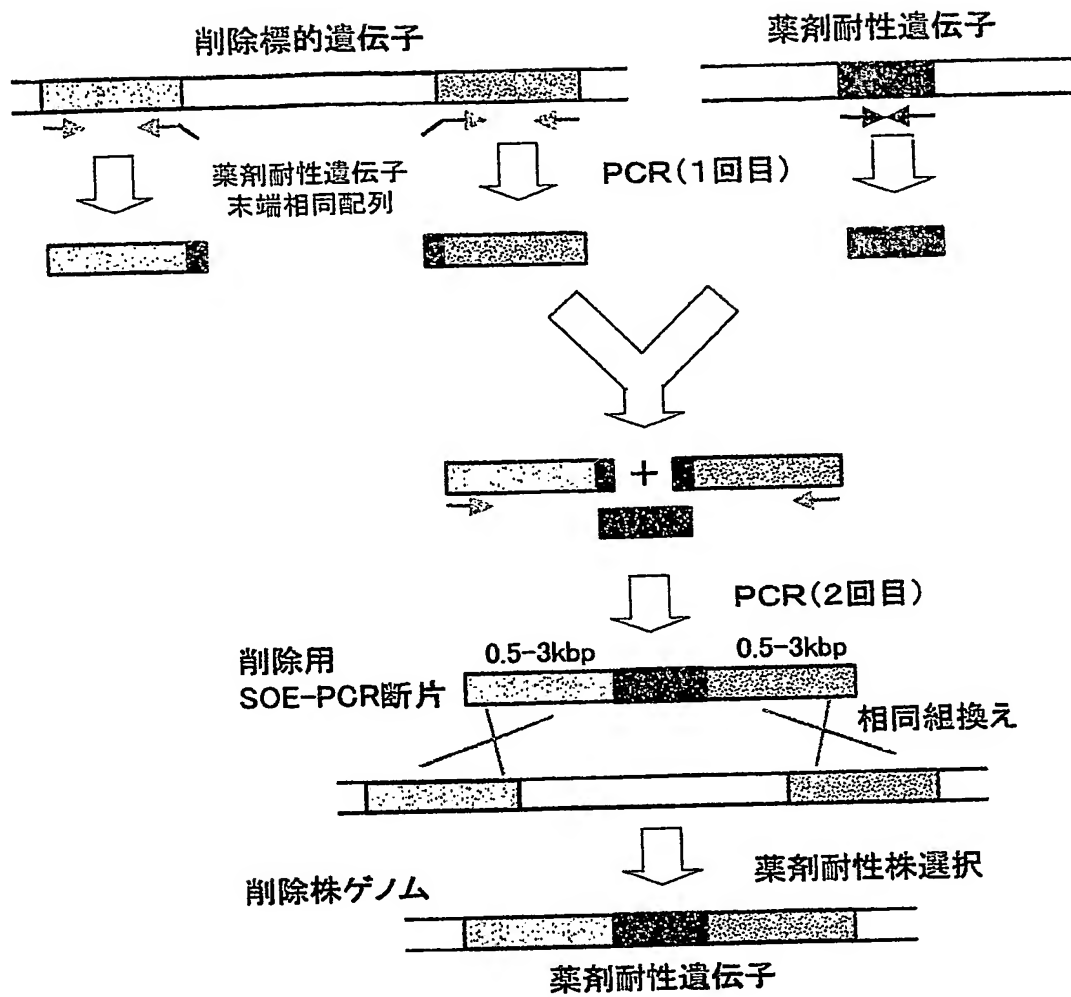 削除標的遺伝子
薬剤耐性遺伝子
薬剤耐性遺伝子
末端相同配列
PCR(1回目)
+
PCR(2回目)
削除用
SOE-PCR断片
0.5-3kbp
0.5-3kbp
相同組換え
薬剤耐性株選択
削除株ゲノム
薬剤耐性遺伝子